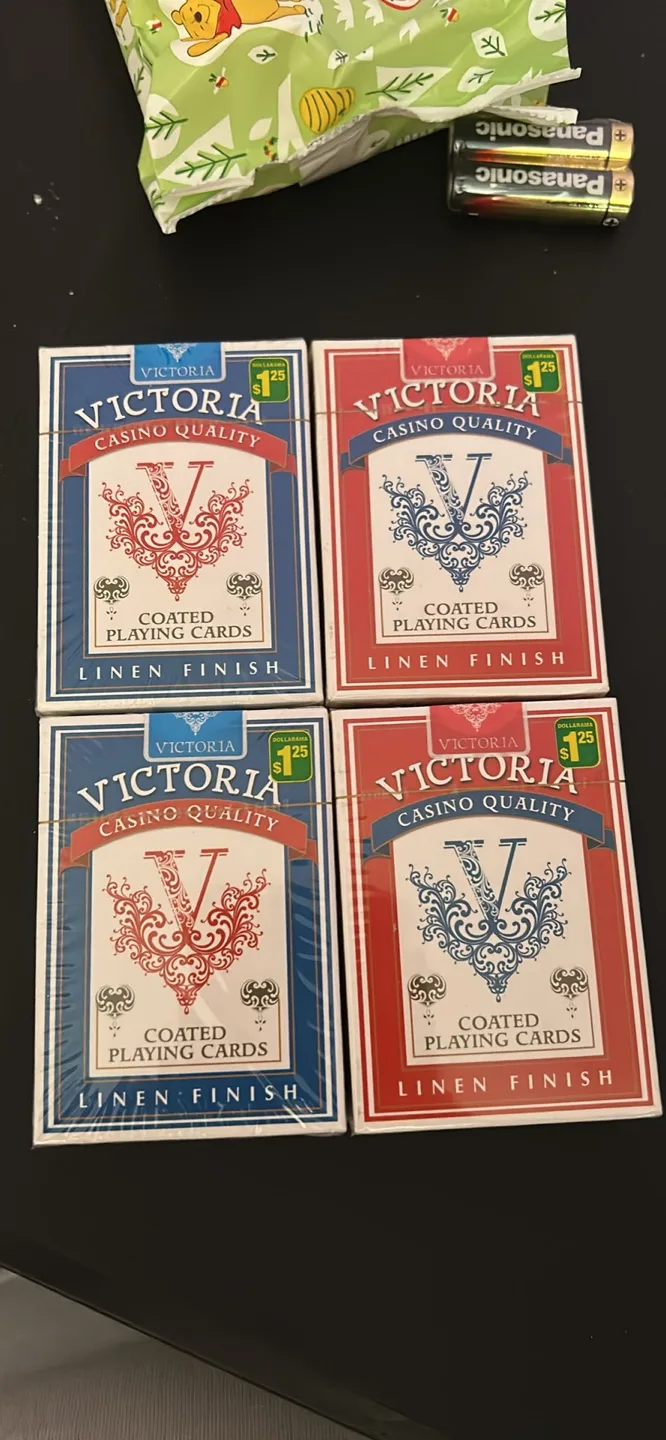 Panasonic
Panasonic
VICTORIA
DOLLARAMA
$1.25
VICTORIA
CASINO QUALITY
V
COATED
PLAYING CARDS
LINEN FINISH
VICTORIA
DOLLARAMA
$1.25
VICTORIA
CASINO QUALITY
V
COATED
PLAYING CARDS
LINEN FINISH
VICTORIA
DOLLARAMA
$1.25
VICTORIA
CASINO QUALITY
V
COATED
PLAYING CARDS
LINEN FINISH
VICTORIA
DOLLARAMA
$1.25
VICTORIA
CASINO QUALITY
V
COATED
PLAYING CARDS
LINEN FINISH